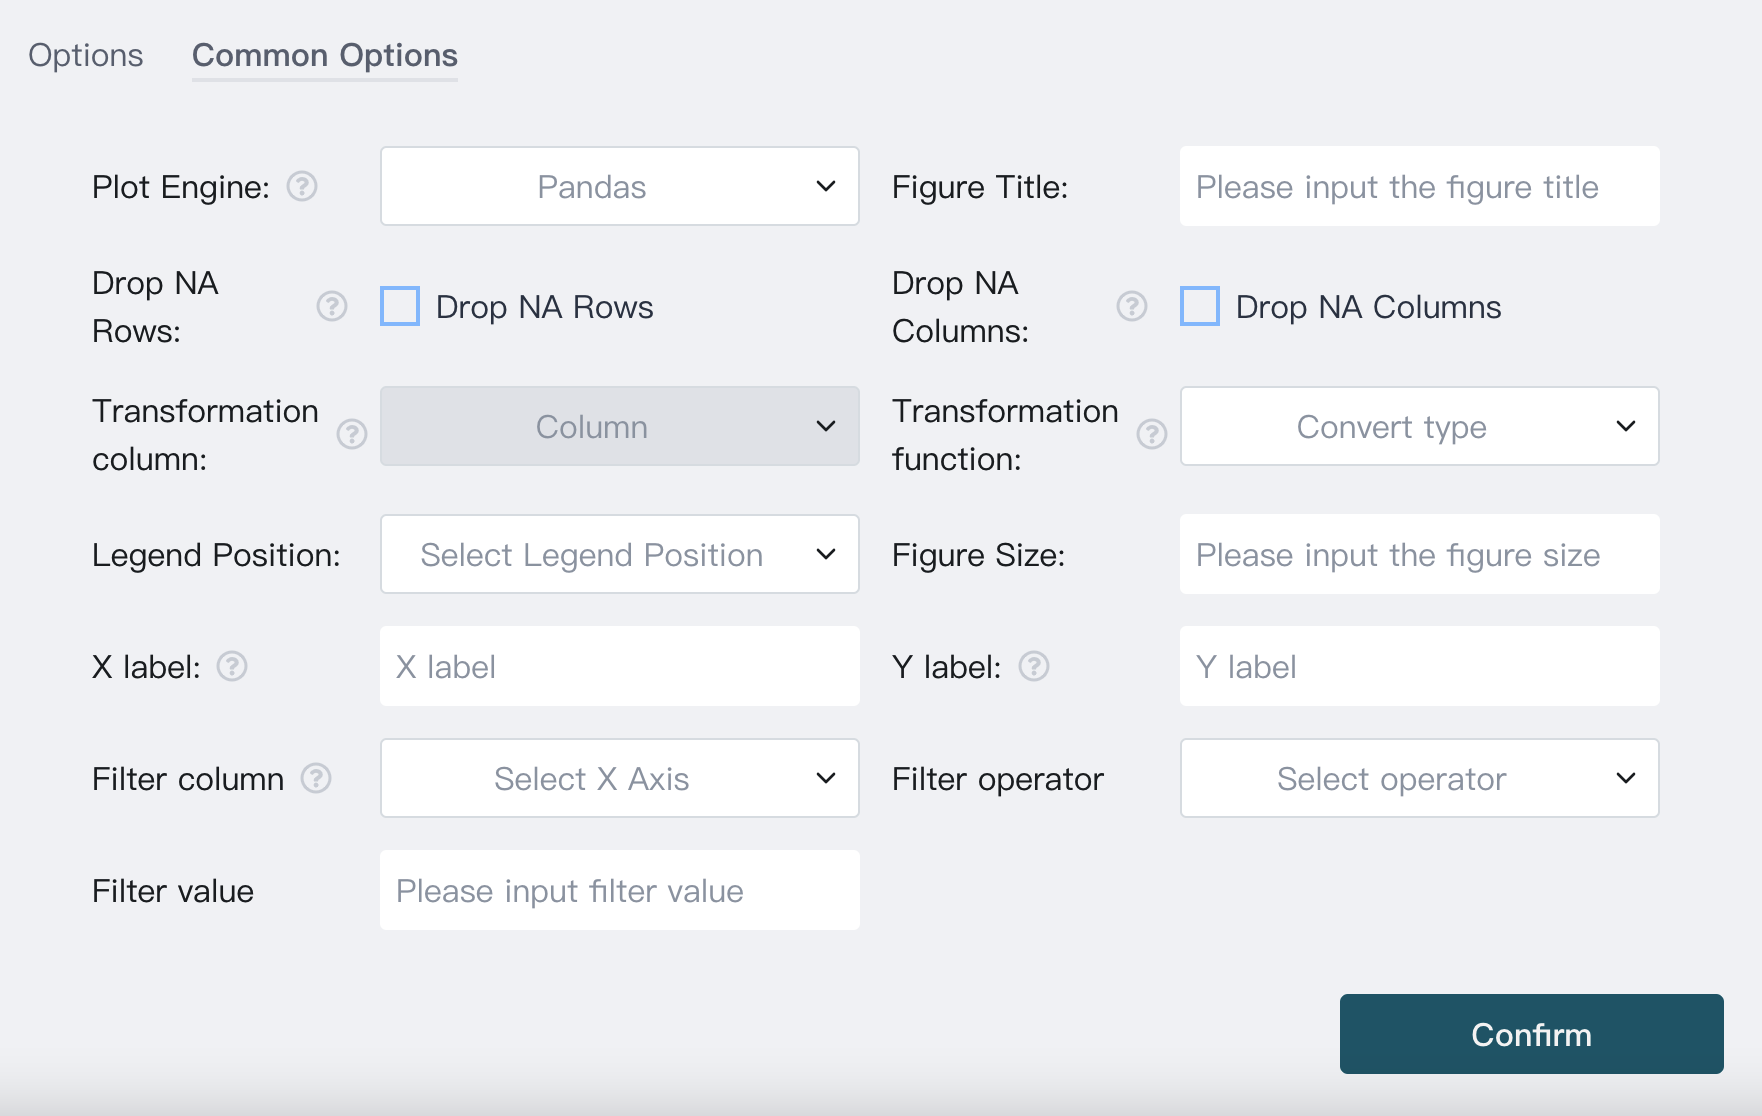 Options Common Options
Plot Engine: ? Pandas Figure Title: Please input the figure title
Drop NA
Rows: ? Drop NA Rows
Drop NA
Columns: ? Drop NA Columns
Transformation
column: ? Column
Transformation
function: ? Convert type
Legend Position: Select Legend Position Figure Size: Please input the figure size
X label: ? X label Y label: ? Y label
Filter column ? Select X Axis Filter operator Select operator
Filter value Please input filter value
Confirm